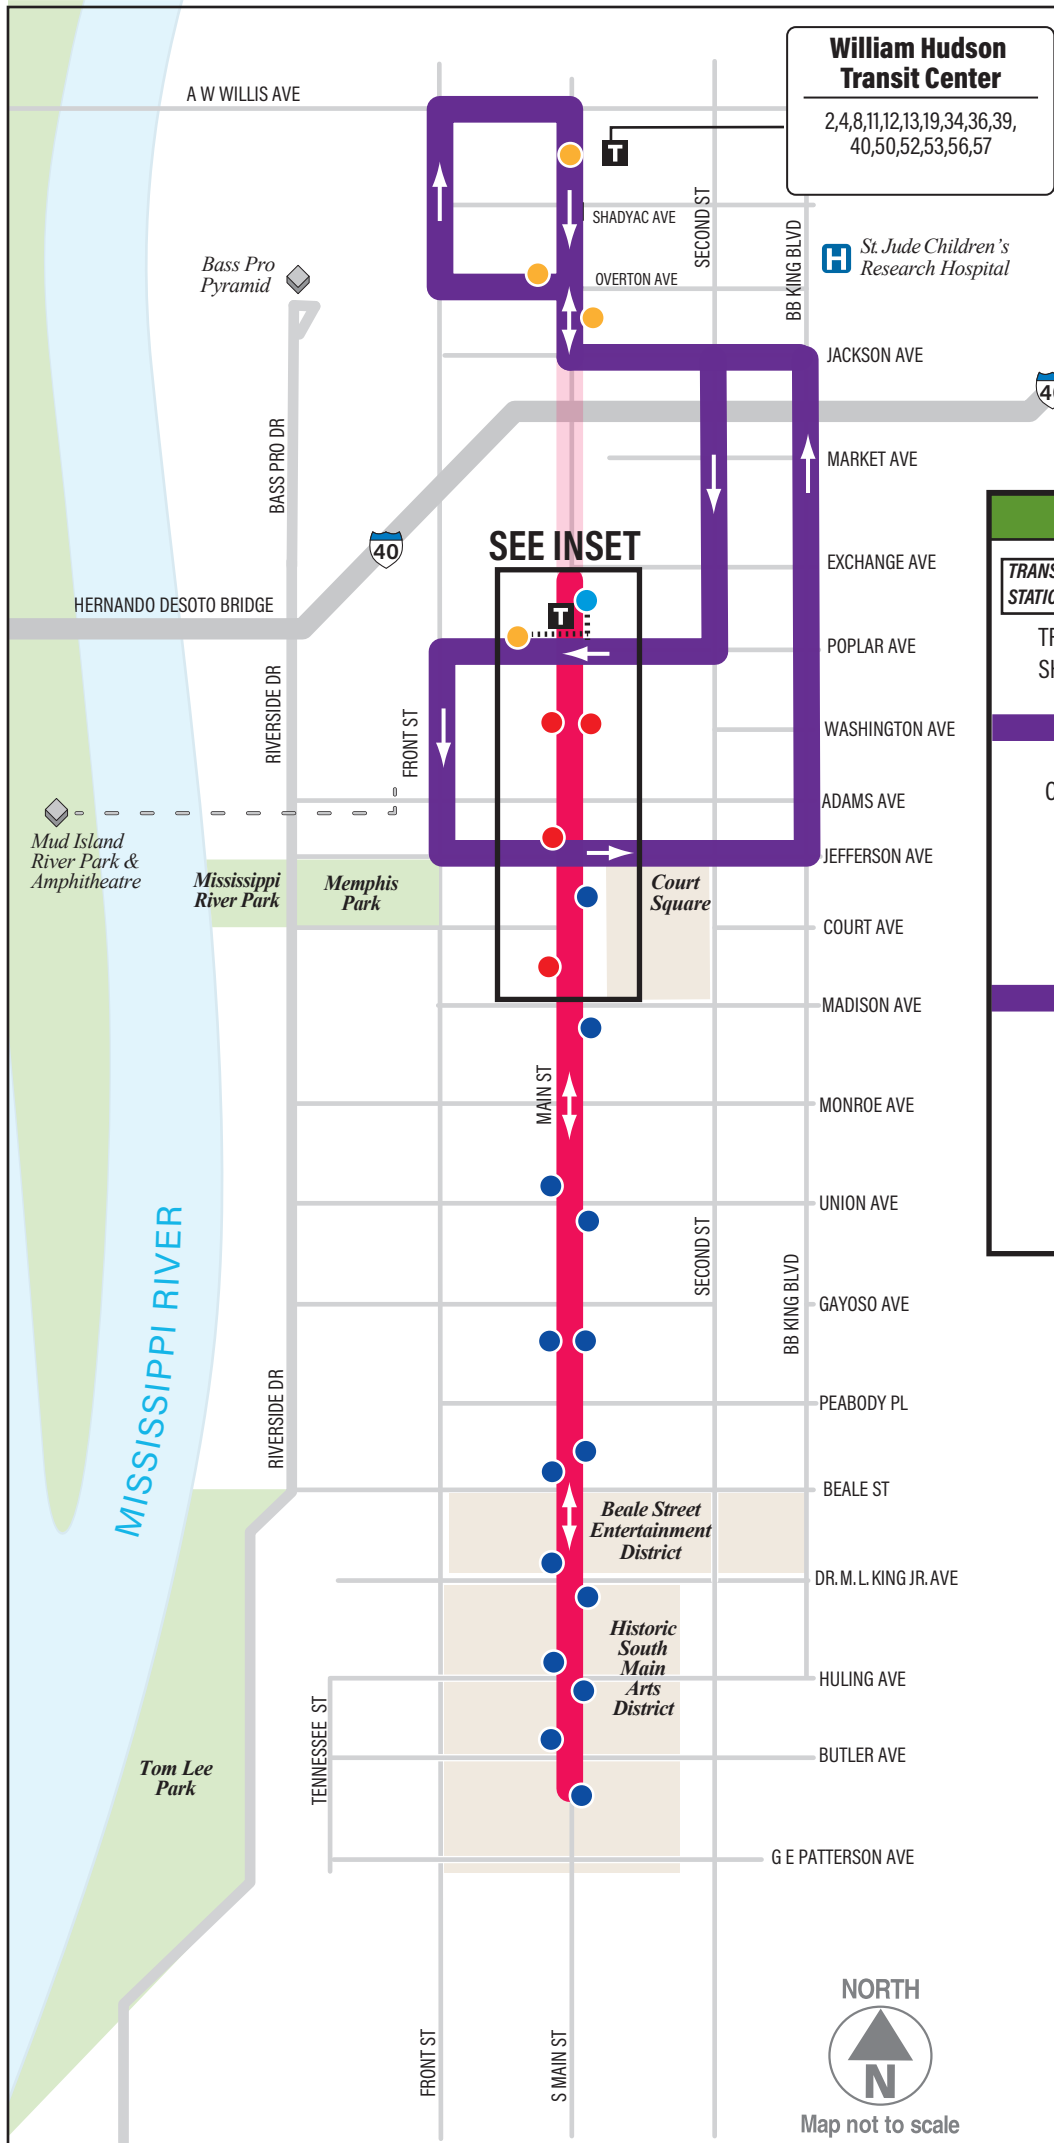 William Hudson
Transit Center
2,4,8,11,12,13,19,34,36,39,
40,50,52,53,56,57
A W WILLIS AVE
T
SHADYAC AVE
SECOND ST
BB KING BLVD
H
St. Jude Children's
Research Hospital
Bass Pro
Pyramid
OVERTON AVE
JACKSON AVE
BASS PRO DR
MARKET AVE
40
SEE INSET
EXCHANGE AVE
HERNANDO DESOTO BRIDGE
T
POPLAR AVE
RIVERSIDE DR
FRONT ST
WASHINGTON AVE
ADAMS AVE
Mud Island
River Park &
Amphitheatre
JEFFERSON AVE
Mississippi
River Park
Memphis
Park
Court
Square
COURT AVE
MADISON AVE
MAIN ST
MONROE AVE
UNION AVE
MISSISSIPPI RIVER
SECOND ST
BB KING BLVD
GAYOSO AVE
RIVERSIDE DR
PEABODY PL
BEALE ST
Beale Street
Entertainment
District
DR. M. L. KING JR. AVE
Historic
South
Main
Arts
District
HULING AVE
TENNESSEE ST
BUTLER AVE
Tom Lee
Park
G E PATTERSON AVE
FRONT ST
S MAIN ST
NORTH
N
Map not to scale